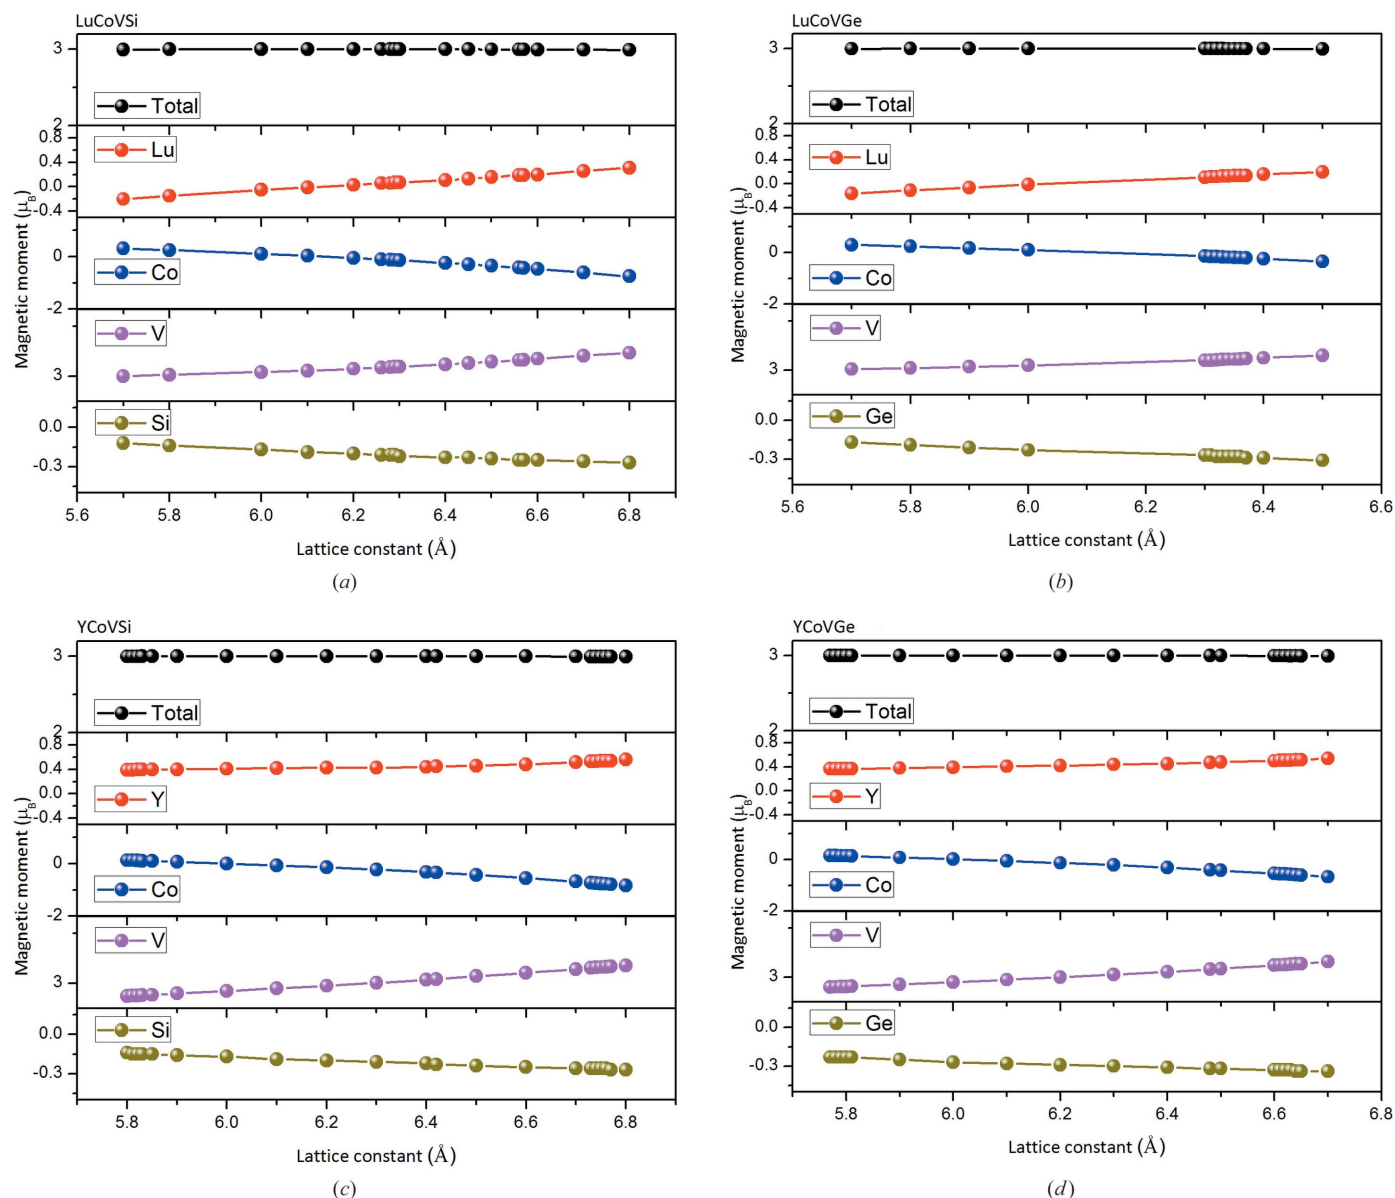 LuCoVSi
3
Total
2
0.8
Lu
0.4
0.0
-0.4
0
Co
-2
V
3
Si
0.0
-0.3
5.6 5.8 6.0 6.2 6.4 6.6 6.8
Magnetic moment (μB)
Lattice constant (Å)
(a)
LuCoVGe
3
Total
2
0.8
Lu
0.4
0.0
-0.4
0
Co
-2
V
3
Ge
0.0
-0.3
5.6 5.8 6.0 6.2 6.4 6.6
Magnetic moment (μB)
Lattice constant (Å)
(b)
YCoVSi
3
Total
2
0.8
0.4
0.0
Y
-0.4
0
Co
-2
V
3
Si
0.0
-0.3
5.8 6.0 6.2 6.4 6.6 6.8
Magnetic moment (μB)
Lattice constant (Å)
(c)
YCoVGe
3
Total
2
0.8
0.4
0.0
Y
-0.4
0
Co
-2
V
3
Ge
0.0
-0.3
5.8 6.0 6.2 6.4 6.6 6.8
Magnetic moment (μB)
Lattice constant (Å)
(d)